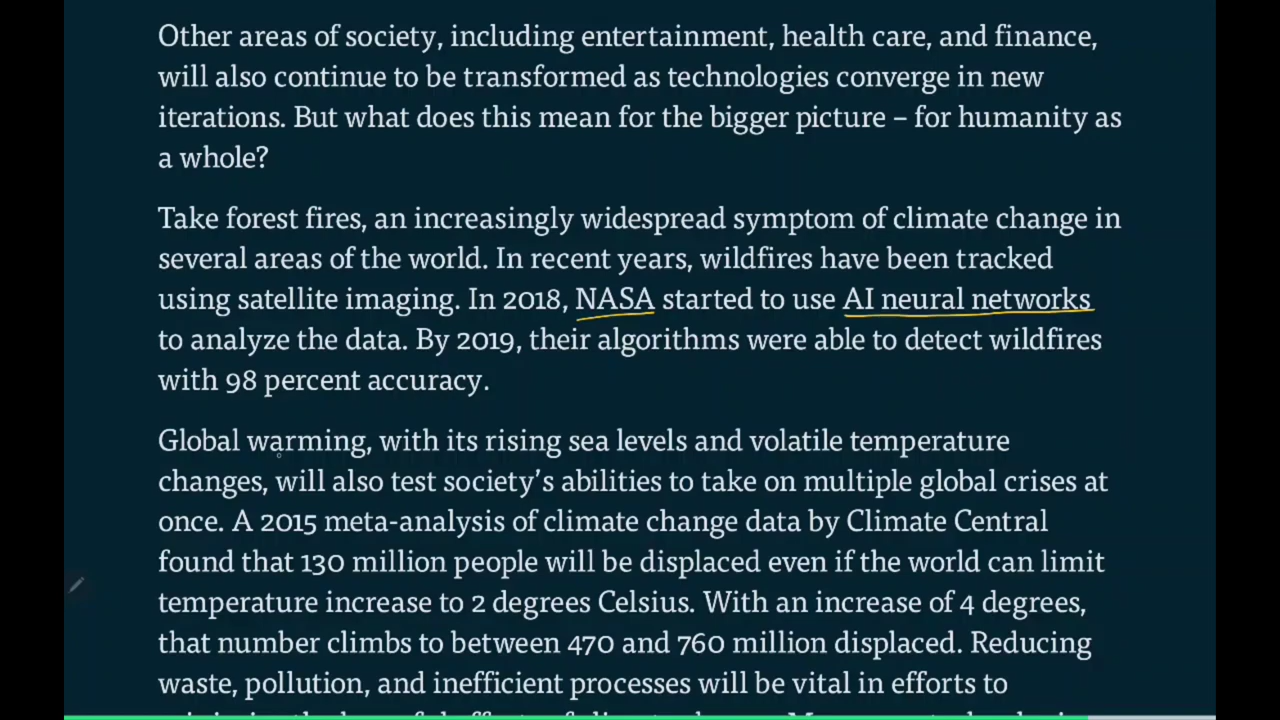 Other areas of society, including entertainment, health care, and finance,
will also continue to be transformed as technologies converge in new
iterations. But what does this mean for the bigger picture – for humanity as
a whole?
Take forest fires, an increasingly widespread symptom of climate change in
several areas of the world. In recent years, wildfires have been tracked
using satellite imaging. In 2018, NASA started to use AI neural networks
to analyze the data. By 2019, their algorithms were able to detect wildfires
with 98 percent accuracy.
Global warming, with its rising sea levels and volatile temperature
changes, will also test society’s abilities to take on multiple global crises at
once. A 2015 meta-analysis of climate change data by Climate Central
found that 130 million people will be displaced even if the world can limit
temperature increase to 2 degrees Celsius. With an increase of 4 degrees,
that number climbs to between 470 and 760 million displaced. Reducing
waste, pollution, and inefficient processes will be vital in efforts to